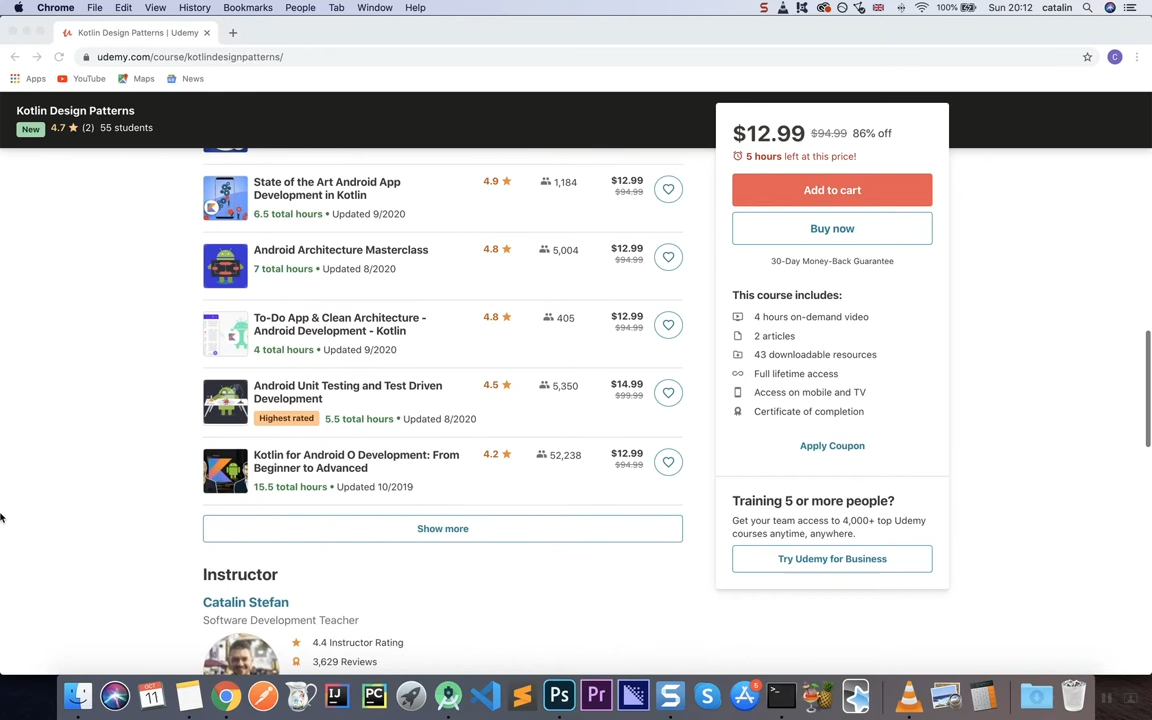 Chrome File Edit View History Bookmarks People Tab Window Help 100% Sun 20:12 catalin
Kotlin Design Patterns | Udemy
udemy.com/course/kotlindesignpatterns/
C
Apps YouTube Maps News
Kotlin Design Patterns
New 4.7 (2) 55 students
$12.99 $94.99 86% off
5 hours left at this price!
Add to cart
Buy now
30-Day Money-Back Guarantee
This course includes:
4 hours on-demand video
2 articles
43 downloadable resources
Full lifetime access
Access on mobile and TV
Certificate of completion
Apply Coupon
Training 5 or more people?
Get your team access to 4,000+ top Udemy
courses anytime, anywhere.
Try Udemy for Business
State of the Art Android App
Development in Kotlin
6.5 total hours • Updated 9/2020
4.9 1,184 $12.99
$94.99
Android Architecture Masterclass
7 total hours • Updated 8/2020
4.8 5,004 $12.99
$94.99
To-Do App & Clean Architecture -
Android Development - Kotlin
4 total hours • Updated 9/2020
4.8 405 $12.99
$94.99
Android Unit Testing and Test Driven
Development
Highest rated 5.5 total hours • Updated 8/2020
4.5 5,350 $14.99
$99.99
Kotlin for Android O Development: From
Beginner to Advanced
15.5 total hours • Updated 10/2019
4.2 52,238 $12.99
$94.99
Show more
Instructor
Catalin Stefan
Software Development Teacher
4.4 Instructor Rating
3,629 Reviews
OCT
11
IJ
PC
Ps
Pr
S